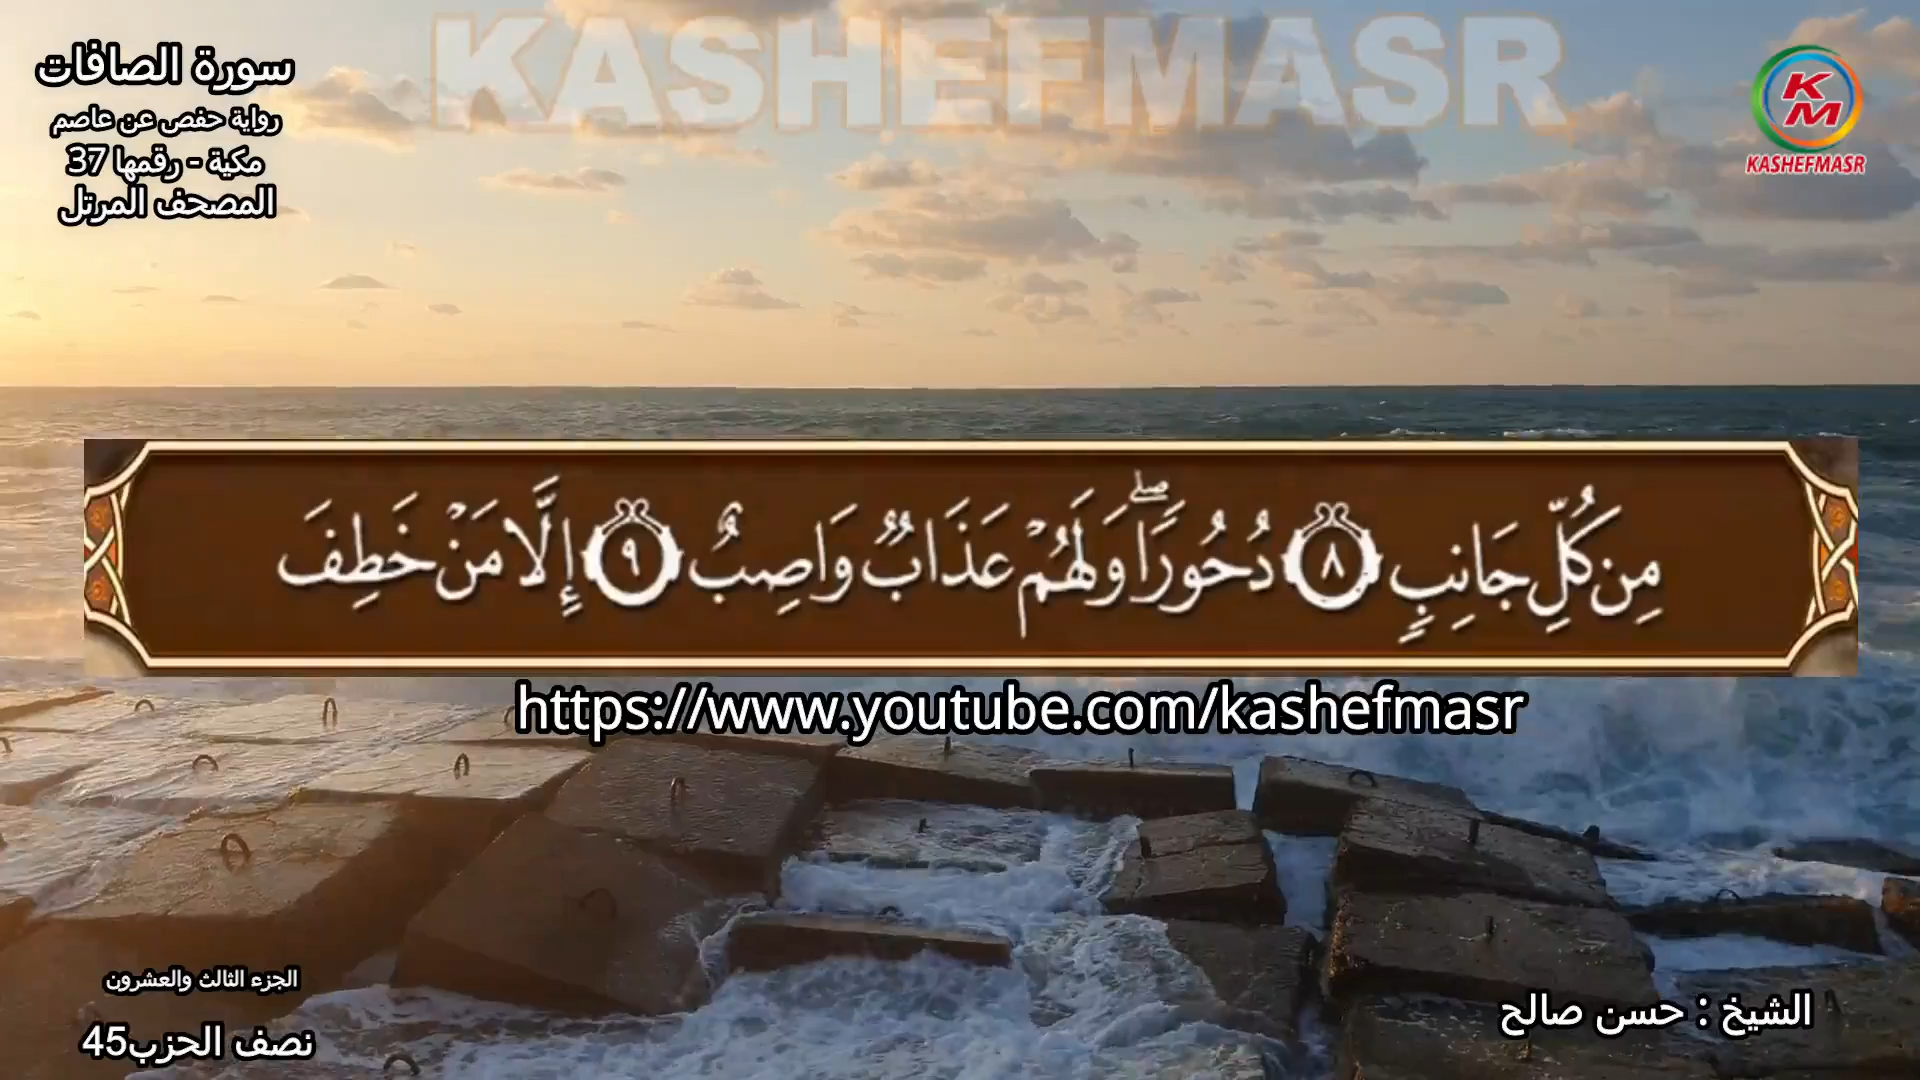 KASHEFMASR
سورة الصافات
رواية حفص عن عاصم
مكية - رقمها 37
المصحف المرتل
KM
KASHEFMASR
مِن كُلِّ جَانِبٍ ٨ دُحُورًا ۖ وَلَهُمْ عَذَابٌ وَاصِبٌ ٩ إِلَّا مَنْ خَطِفَ
https://www.youtube.com/kashefmasr
الجزء الثالث والعشرون
نصف الحزب45
الشيخ : حسن صالح